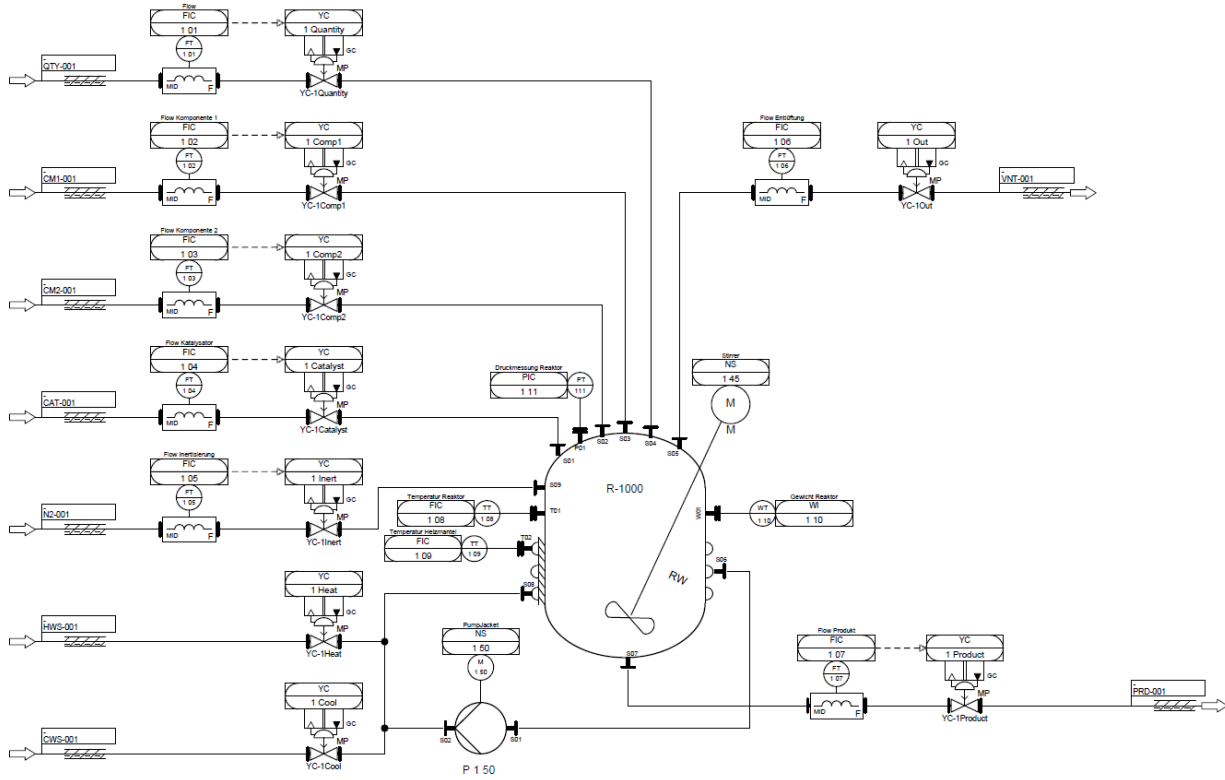 Flow
FIC
1 01
FT
1 01
YC
1 Quantity
GC
MP
QTY-001
MID
F
YC-1Quantity
Flow Komponente 1
FIC
1 02
FT
1 02
YC
1 Comp1
GC
MP
CM1-001
MID
F
YC-1Comp1
Flow Entlüftung
FIC
1 06
FT
1 06
YC
1 Out
GC
MP
VNT-001
MID
F
YC-1Out
Flow Komponente 2
FIC
1 03
FT
1 03
YC
1 Comp2
GC
MP
CM2-001
MID
F
YC-1Comp2
Flow Katalysator
FIC
1 04
FT
1 04
YC
1 Catalyst
GC
MP
CAT-001
MID
F
YC-1Catalyst
Druckmessung Reaktor
PIC
1 11
PT
111
Stirrer
NS
1 45
M
M
S01
P01
S02
S03
S04
S05
Flow Inertisierung
FIC
1 05
FT
1 05
YC
1 Inert
GC
MP
N2-001
MID
F
YC-1Inert
R-1000
S09
Temperatur Reaktor
FIC
1 08
TT
1 08
T01
Temperatur Heizmantel
FIC
1 09
TT
1 09
T02
W01
WT
1 10
Gewicht Reaktor
WI
1 10
S06
RW
S08
YC
1 Heat
GC
MP
HWS-001
YC-1Heat
PumpJacket
NS
1 50
M
1 50
S07
Flow Produkt
FIC
1 07
FT
1 07
YC
1 Product
GC
MP
PRD-001
MID
F
YC-1Product
YC
1 Cool
GC
MP
CWS-001
YC-1Cool
S02
S01
P 1 50